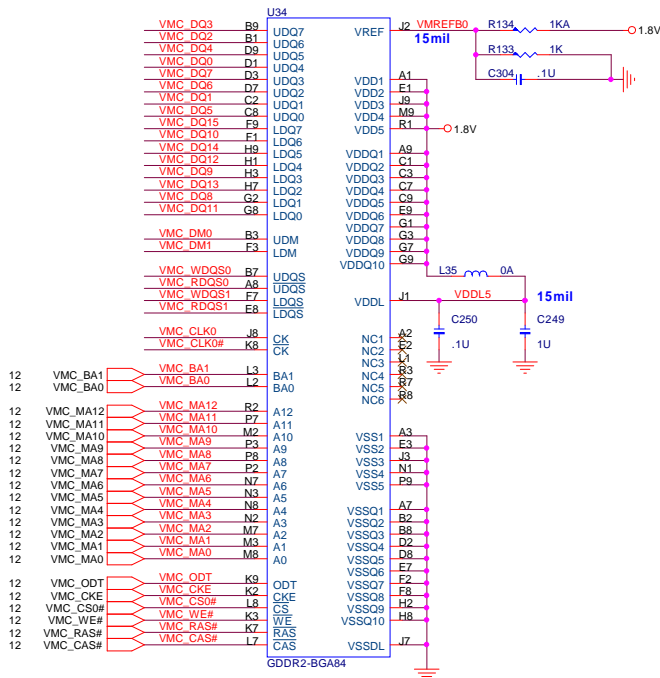 U34
VMC_DQ3 B9 UDQ7 VREF J2 VMREFB0 R134 1KA 1.8V
15mil
VMC_DQ2 B1 UDQ6
VMC_DQ4 D9 UDQ5 R133 1K
VMC_DQ0 D1 UDQ4
VMC_DQ7 D3 UDQ3 VDD1 A1 C304 .1U
VMC_DQ6 D7 UDQ2 VDD2 E1
VMC_DQ1 C2 UDQ1 VDD3 J9
VMC_DQ5 C8 UDQ0 VDD4 M9
VMC_DQ15 F9 LDQ7 VDD5 R1 1.8V
VMC_DQ10 F1 LDQ6
VMC_DQ14 H9 LDQ5 VDDQ1 A9
VMC_DQ12 H1 LDQ4 VDDQ2 C1
VMC_DQ9 H3 LDQ3 VDDQ3 C3
VMC_DQ13 H7 LDQ2 VDDQ4 C7
VMC_DQ8 G2 LDQ1 VDDQ5 C9
VMC_DQ11 G8 LDQ0 VDDQ6 E9
VDDQ7 G1
VMC_DM0 B3 UDM VDDQ8 G3
VMC_DM1 F3 LDM VDDQ9 G7
VDDQ10 G9
VMC_WDQS0 B7 UDQS L35 0A
VMC_RDQS0 A8 UDQS
VMC_WDQS1 F7 LDQS VDDL J1 VDDL5 15mil
VMC_RDQS1 E8 LDQS
C250 C249
VMC_CLK0 J8 CK NC1 A2 .1U 1U
VMC_CLK0# K8 CK NC2 E2
NC3 L1
12 VMC_BA1 VMC_BA1 L3 BA1 NC4 R3
12 VMC_BA0 VMC_BA0 L2 BA0 NC5 R7
NC6 R8
12 VMC_MA12 VMC_MA12 R2 A12
12 VMC_MA11 VMC_MA11 P7 A11
12 VMC_MA10 VMC_MA10 M2 A10 VSS1 A3
12 VMC_MA9 VMC_MA9 P3 A9 VSS2 E3
12 VMC_MA8 VMC_MA8 P8 A8 VSS3 J3
12 VMC_MA7 VMC_MA7 P2 A7 VSS4 N1
12 VMC_MA6 VMC_MA6 N7 A6 VSS5 P9
12 VMC_MA5 VMC_MA5 N3 A5
12 VMC_MA4 VMC_MA4 N8 A4 VSSQ1 A7
12 VMC_MA3 VMC_MA3 N2 A3 VSSQ2 B2
12 VMC_MA2 VMC_MA2 M7 A2 VSSQ3 B8
12 VMC_MA1 VMC_MA1 M3 A1 VSSQ4 D2
12 VMC_MA0 VMC_MA0 M8 A0 VSSQ5 D8
VSSQ6 E7
12 VMC_ODT VMC_ODT K9 ODT VSSQ7 F2
12 VMC_CKE VMC_CKE K2 CKE VSSQ8 F8
12 VMC_CS0# VMC_CS0# L8 CS VSSQ9 H2
12 VMC_WE# VMC_WE# K3 WE VSSQ10 H8
12 VMC_RAS# VMC_RAS# K7 RAS
12 VMC_CAS# VMC_CAS# L7 CAS VSSDL J7
GDDR2-BGA84